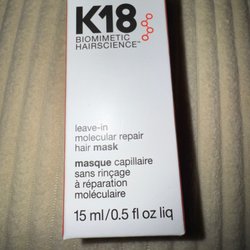 K18
BIOMIMETIC
HAIRSCIENCE™
leave-in
molecular repair
hair mask
masque capillaire
sans rinçage
à réparation
moléculaire
15 ml/0.5 fl oz liq